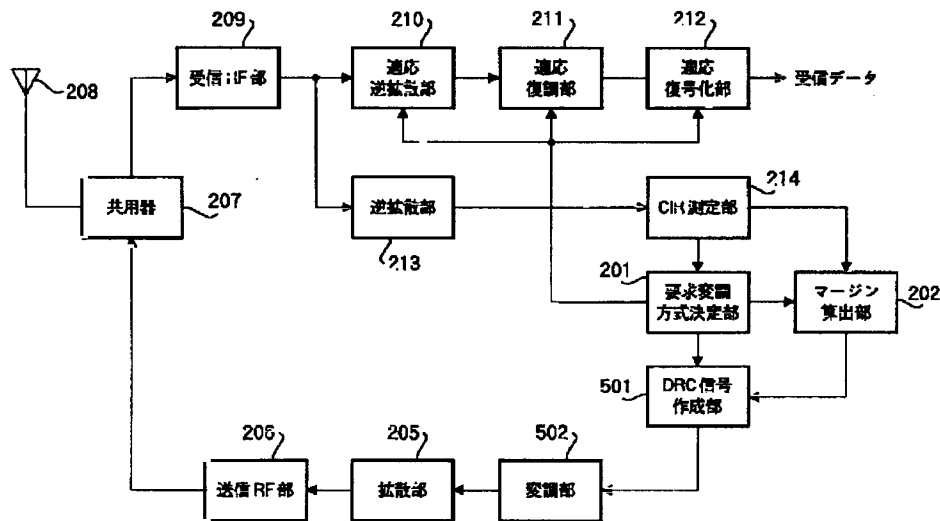 209
210
211
212
208
受信RF部
適応
逆拡散部
適応
復調部
適応
復号化部
受信データ
共用器
207
逆拡散部
213
214
CIR測定部
201
要求変調
方式決定部
マージン
算出部
202
501
DRC信号
作成部
206
送信RF部
205
拡散部
502
変調部